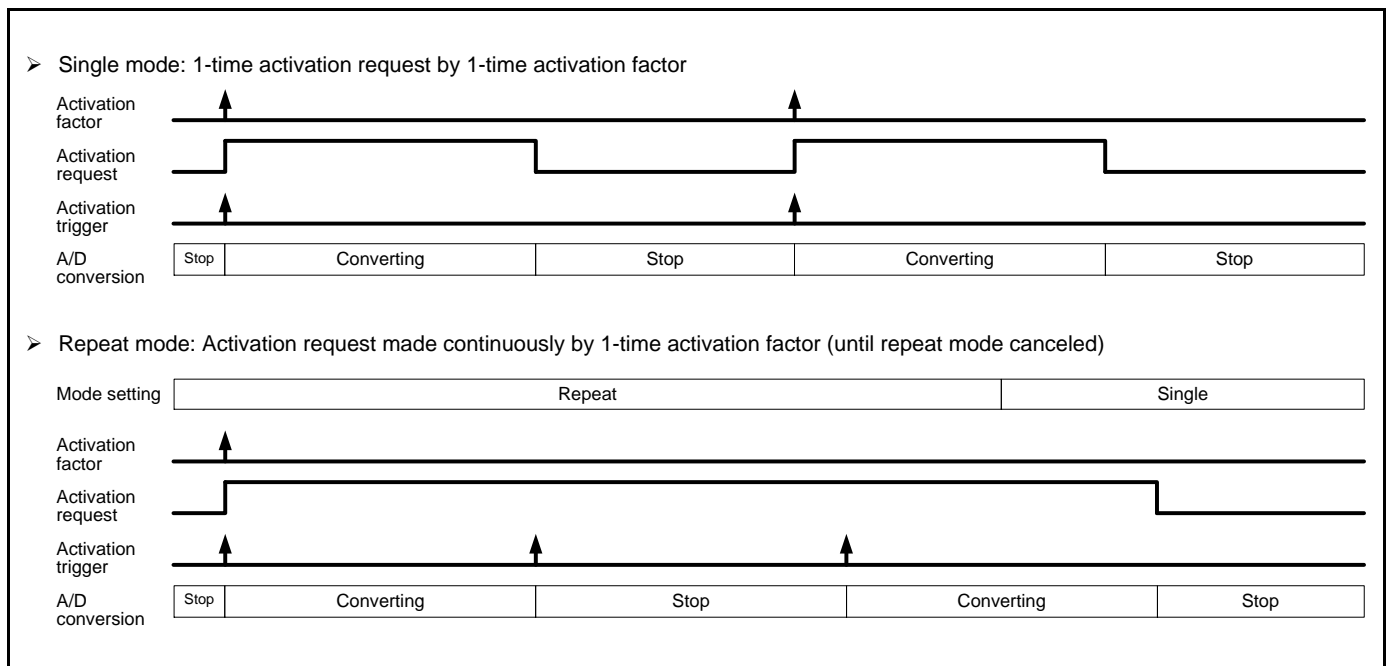 ➢ Single mode: 1-time activation request by 1-time activation factor
Activation
factor
Activation
request
Activation
trigger
A/D
conversion
Stop Converting Stop Converting Stop
➢ Repeat mode: Activation request made continuously by 1-time activation factor (until repeat mode canceled)
Mode setting Repeat Single
Activation
factor
Activation
request
Activation
trigger
A/D
conversion
Stop Converting Stop Converting Stop